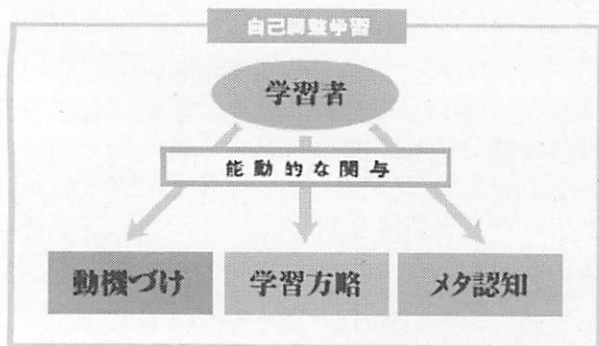 自己調整学習
学習者
能動的な関与
動機づけ
学習方略
メタ認知